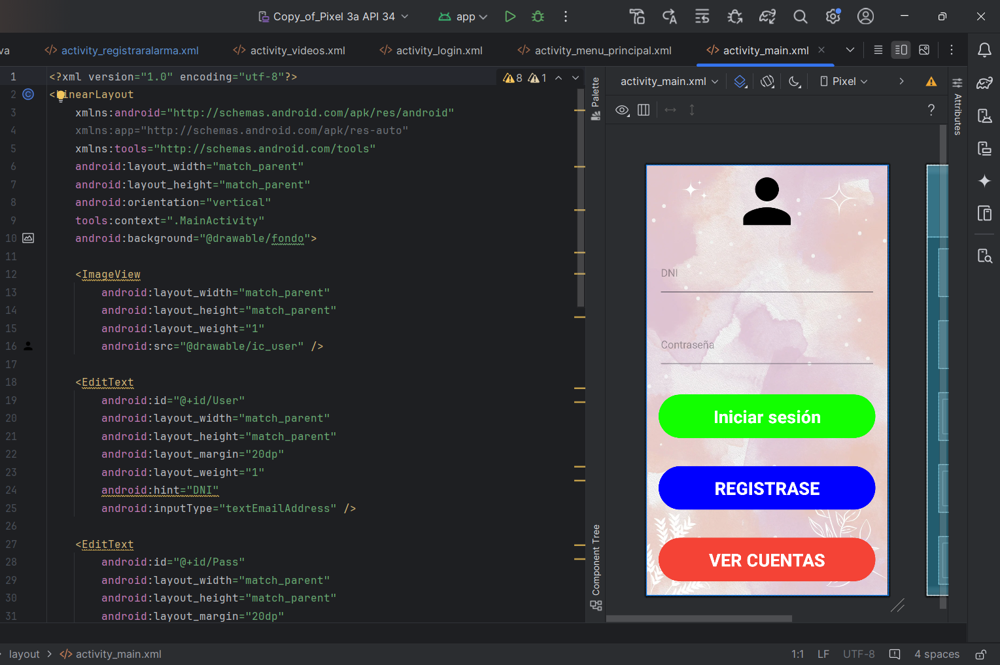 Copy_of_Pixel 3a API 34
app
va
activity_registraralarma.xml
activity_videos.xml
activity_login.xml
activity_menu_principal.xml
activity_main.xml
8
1
1 <?xml version="1.0" encoding="utf-8"?>
2 <LinearLayout
3 xmlns:android="http://schemas.android.com/apk/res/android"
4 xmlns:app="http://schemas.android.com/apk/res-auto"
5 xmlns:tools="http://schemas.android.com/tools"
6 android:layout_width="match_parent"
7 android:layout_height="match_parent"
8 android:orientation="vertical"
9 tools:context=".MainActivity"
10 android:background="@drawable/fondo">
11
12 <ImageView
13 android:layout_width="match_parent"
14 android:layout_height="match_parent"
15 android:layout_weight="1"
16 android:src="@drawable/ic_user" />
17
18 <EditText
19 android:id="@+id/User"
20 android:layout_width="match_parent"
21 android:layout_height="match_parent"
22 android:layout_margin="20dp"
23 android:layout_weight="1"
24 android:hint="DNI"
25 android:inputType="textEmailAddress" />
26
27 <EditText
28 android:id="@+id/Pass"
29 android:layout_width="match_parent"
30 android:layout_height="match_parent"
31 android:layout_margin="20dp"
Palette
Component Tree
activity_main.xml
Pixel
?
Attributes
DNI
Contraseña
Iniciar sesión
REGISTRASE
VER CUENTAS
layout
activity_main.xml
1:1
LF
UTF-8
4 spaces